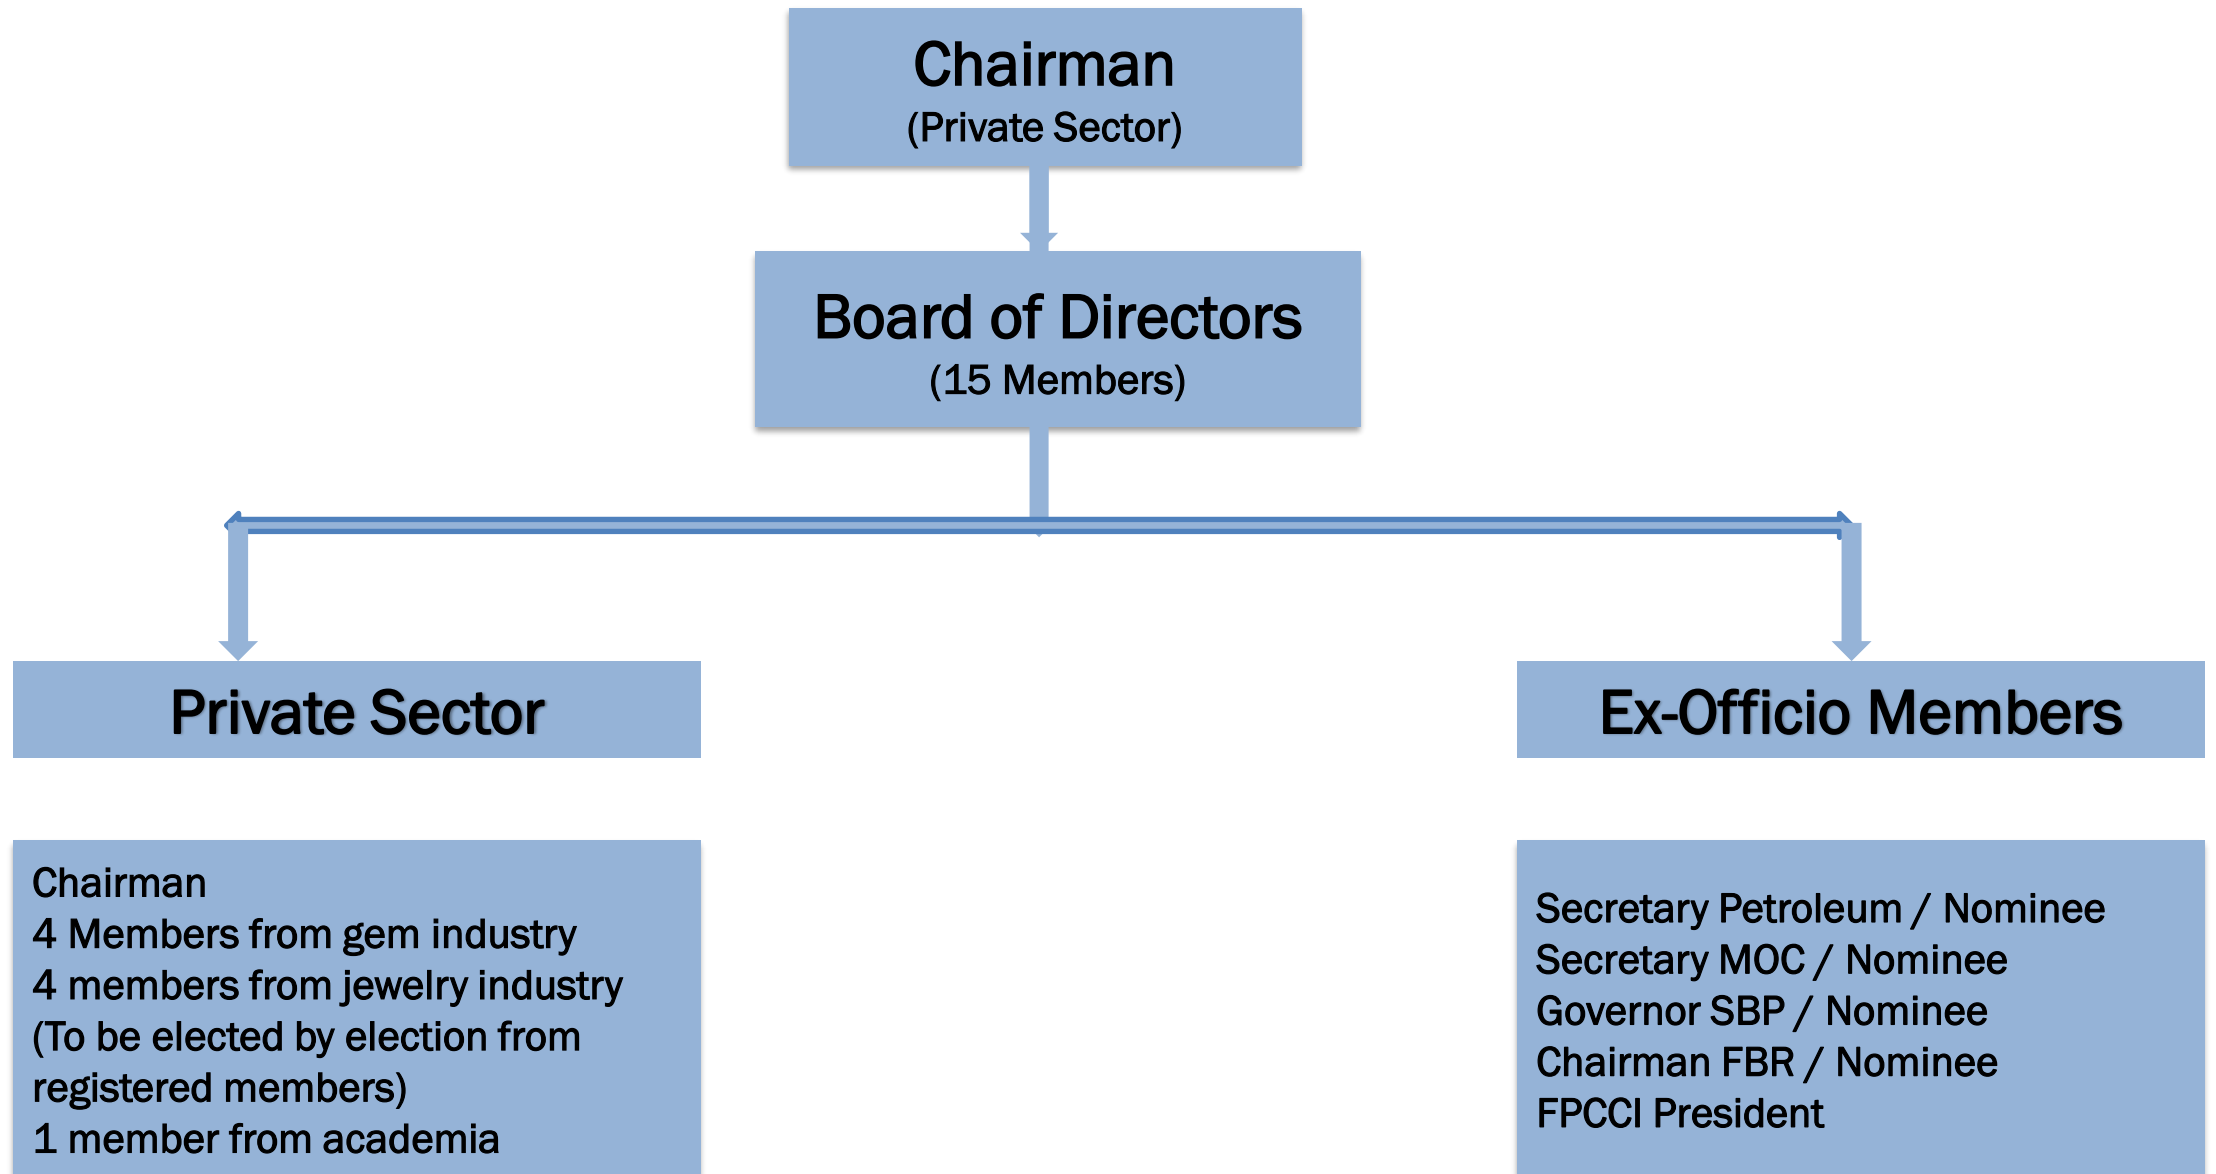 Chairman
(Private Sector)
Board of Directors
(15 Members)
Private Sector
Ex-Officio Members
Chairman
4 Members from gem industry
4 members from jewelry industry
(To be elected by election from
registered members)
1 member from academia
Secretary Petroleum / Nominee
Secretary MOC / Nominee
Governor SBP / Nominee
Chairman FBR / Nominee
FPCCI President